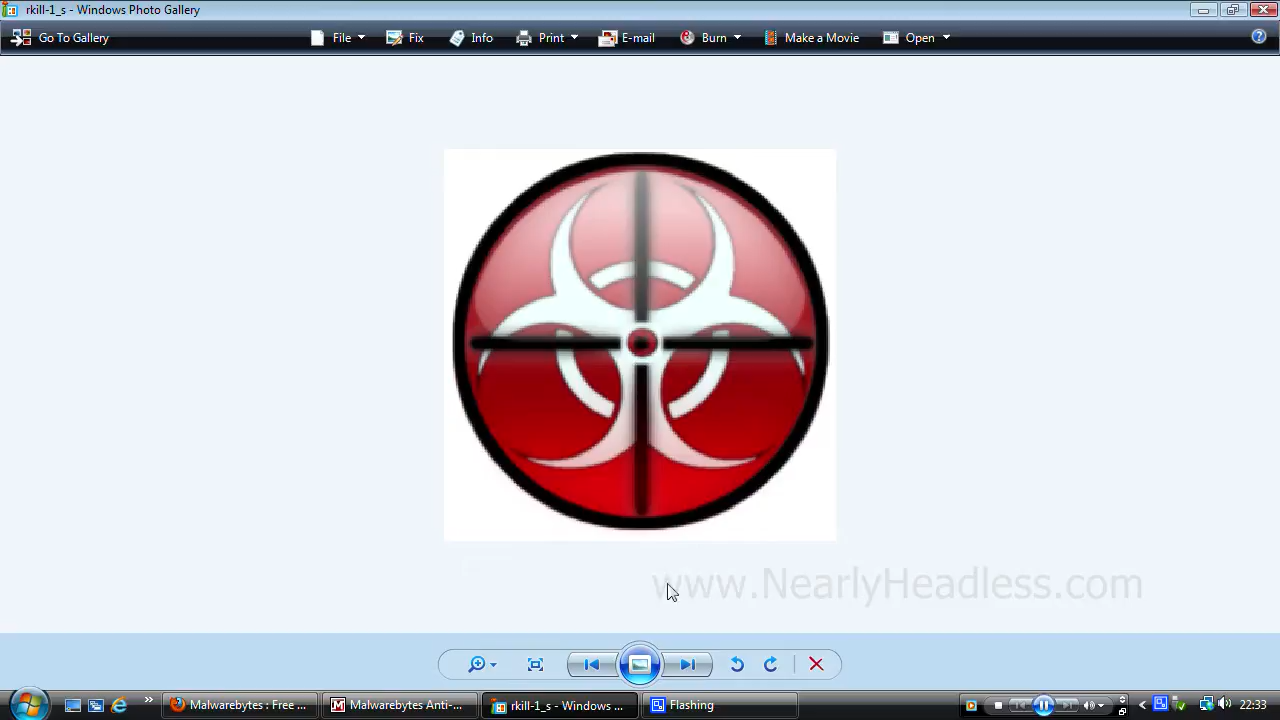 rkill-1_s - Windows Photo Gallery
Go To Gallery File Fix Info Print E-mail Burn Make a Movie Open
www.NearlyHeadless.com
Malwarebytes : Free ... Malwarebytes Anti-... rkill-1_s - Windows ... Flashing 22:33